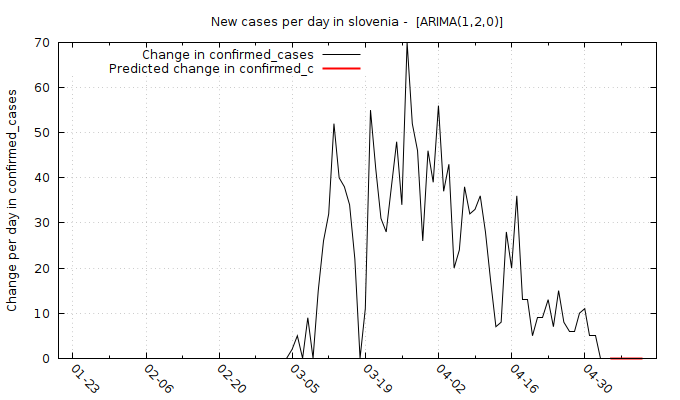 New cases per day in slovenia -  [ARIMA(1,2,0)]
Change in confirmed_cases
Predicted change in confirmed_c
Change per day in confirmed_cases
70
60
50
40
30
20
10
0
01-23 02-06 02-20 03-05 03-19 04-02 04-16 04-30